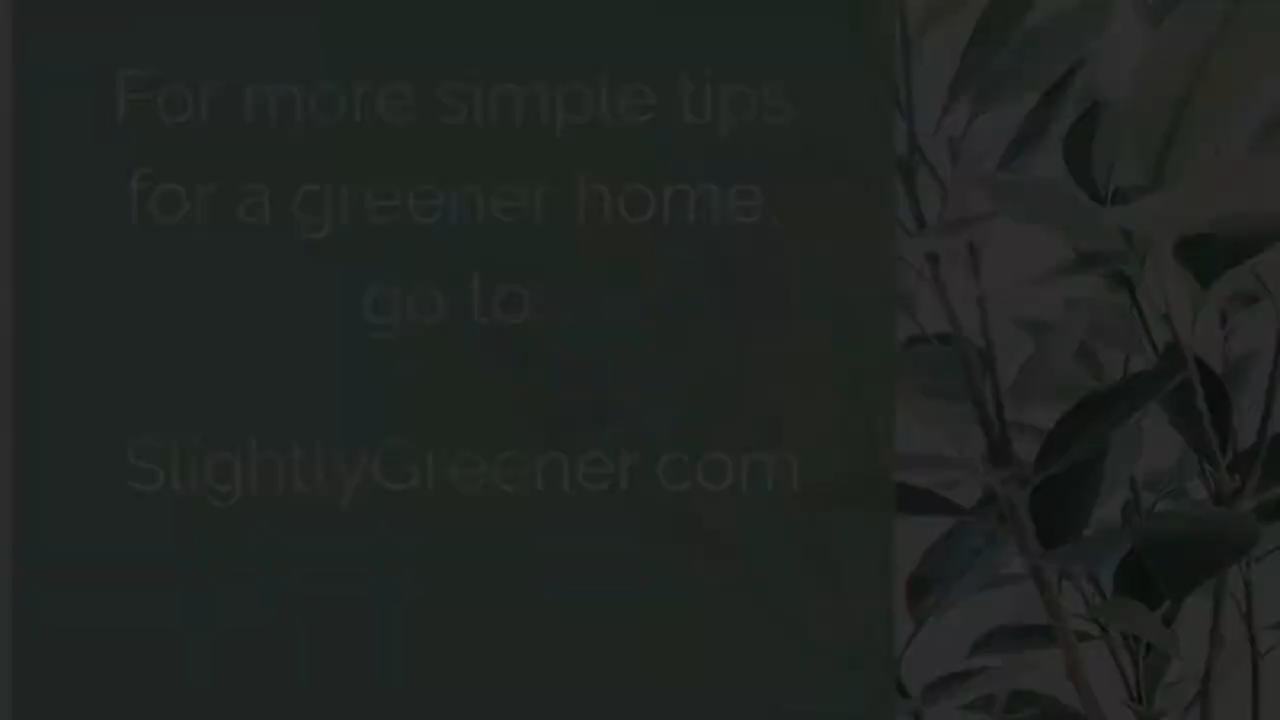 For more simple tips
for a greener home,
go to
SlightlyGreener.com